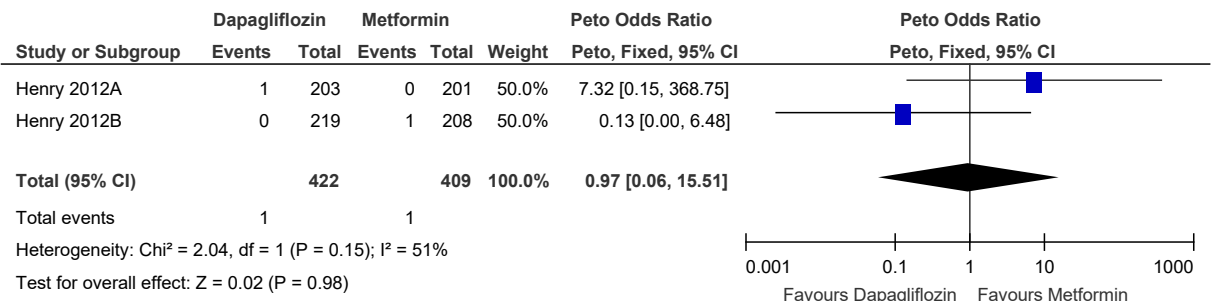 Dapagliflozin Metformin Peto Odds Ratio Peto Odds Ratio
Study or Subgroup Events Total Events Total Weight Peto, Fixed, 95% CI Peto, Fixed, 95% CI
Henry 2012A 1 203 0 201 50.0% 7.32 [0.15, 368.75]
Henry 2012B 0 219 1 208 50.0% 0.13 [0.00, 6.48]
Total (95% CI) 422 409 100.0% 0.97 [0.06, 15.51]
Total events 1 1
Heterogeneity: Chi² = 2.04, df = 1 (P = 0.15); I² = 51%
Test for overall effect: Z = 0.02 (P = 0.98)
0.001 0.1 1 10 1000
Favours Dapagliflozin Favours Metformin